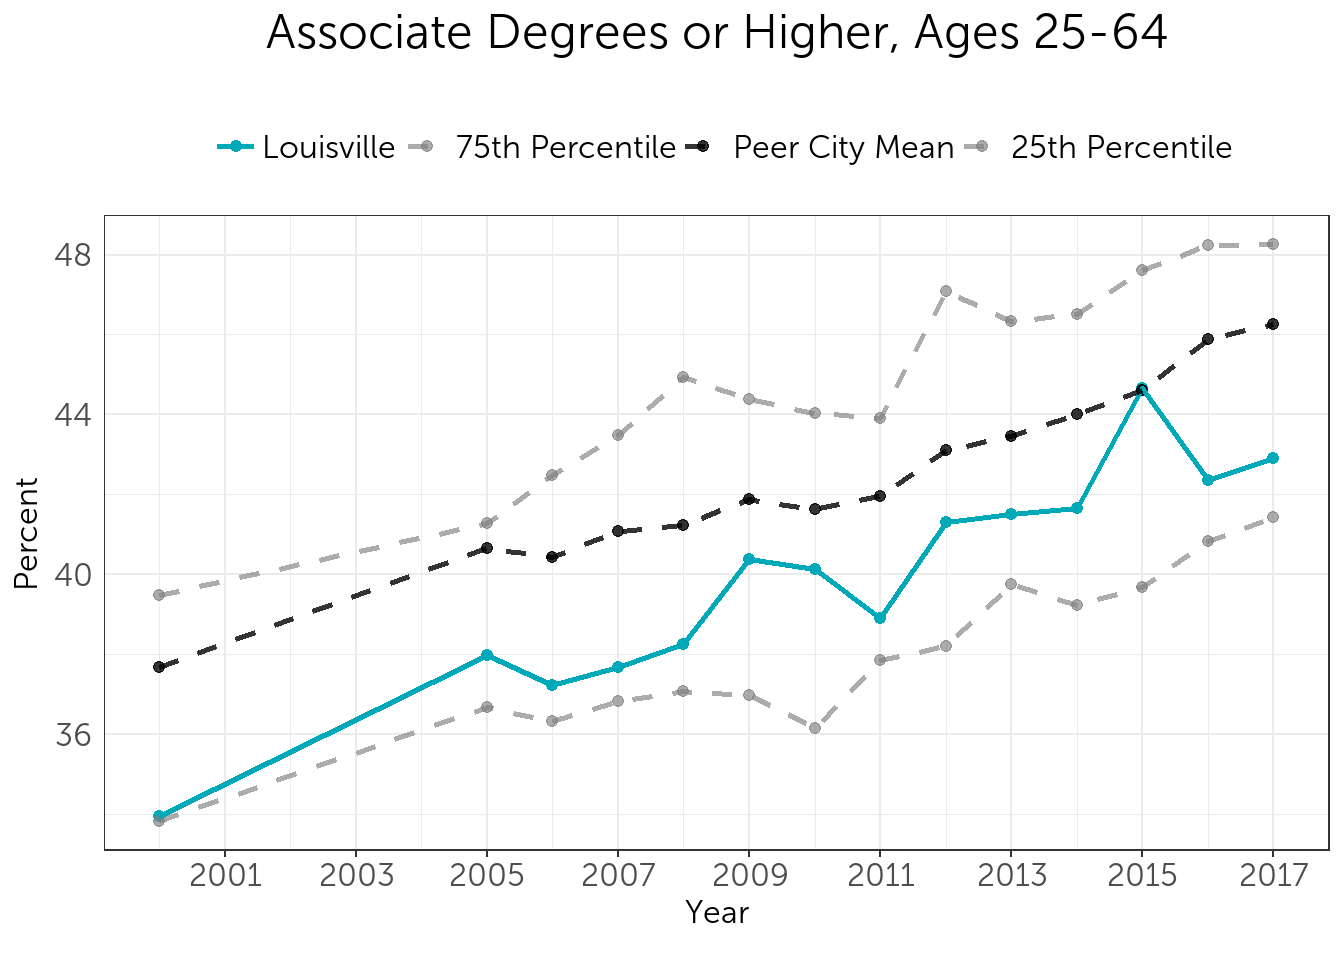 Associate Degrees or Higher, Ages 25-64
Louisville 75th Percentile Peer City Mean 25th Percentile
48
44
40
36
Percent
2001 2003 2005 2007 2009 2011 2013 2015 2017
Year